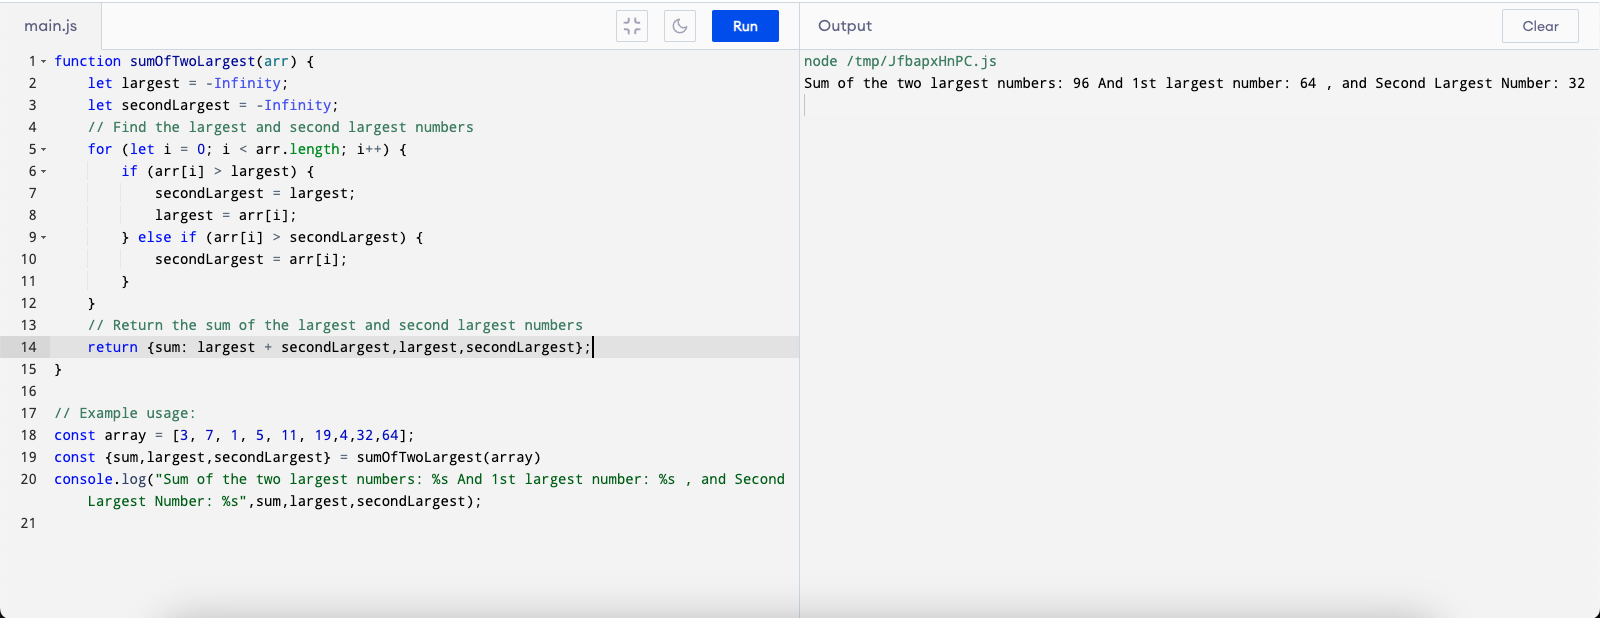 main.js
Run
Output
Clear
1 function sumOfTwoLargest(arr) {
2     let largest = -Infinity;
3     let secondLargest = -Infinity;
4     // Find the largest and second largest numbers
5     for (let i = 0; i < arr.length; i++) {
6         if (arr[i] > largest) {
7             secondLargest = largest;
8             largest = arr[i];
9         } else if (arr[i] > secondLargest) {
10             secondLargest = arr[i];
11         }
12     }
13     // Return the sum of the largest and second largest numbers
14     return {sum: largest + secondLargest,largest,secondLargest};
15 }
16
17 // Example usage:
18 const array = [3, 7, 1, 5, 11, 19,4,32,64];
19 const {sum,largest,secondLargest} = sumOfTwoLargest(array)
20 console.log("Sum of the two largest numbers: %s And 1st largest number: %s , and Second
Largest Number: %s",sum,largest,secondLargest);
21
node /tmp/JfbapxHnPC.js
Sum of the two largest numbers: 96 And 1st largest number: 64 , and Second Largest Number: 32